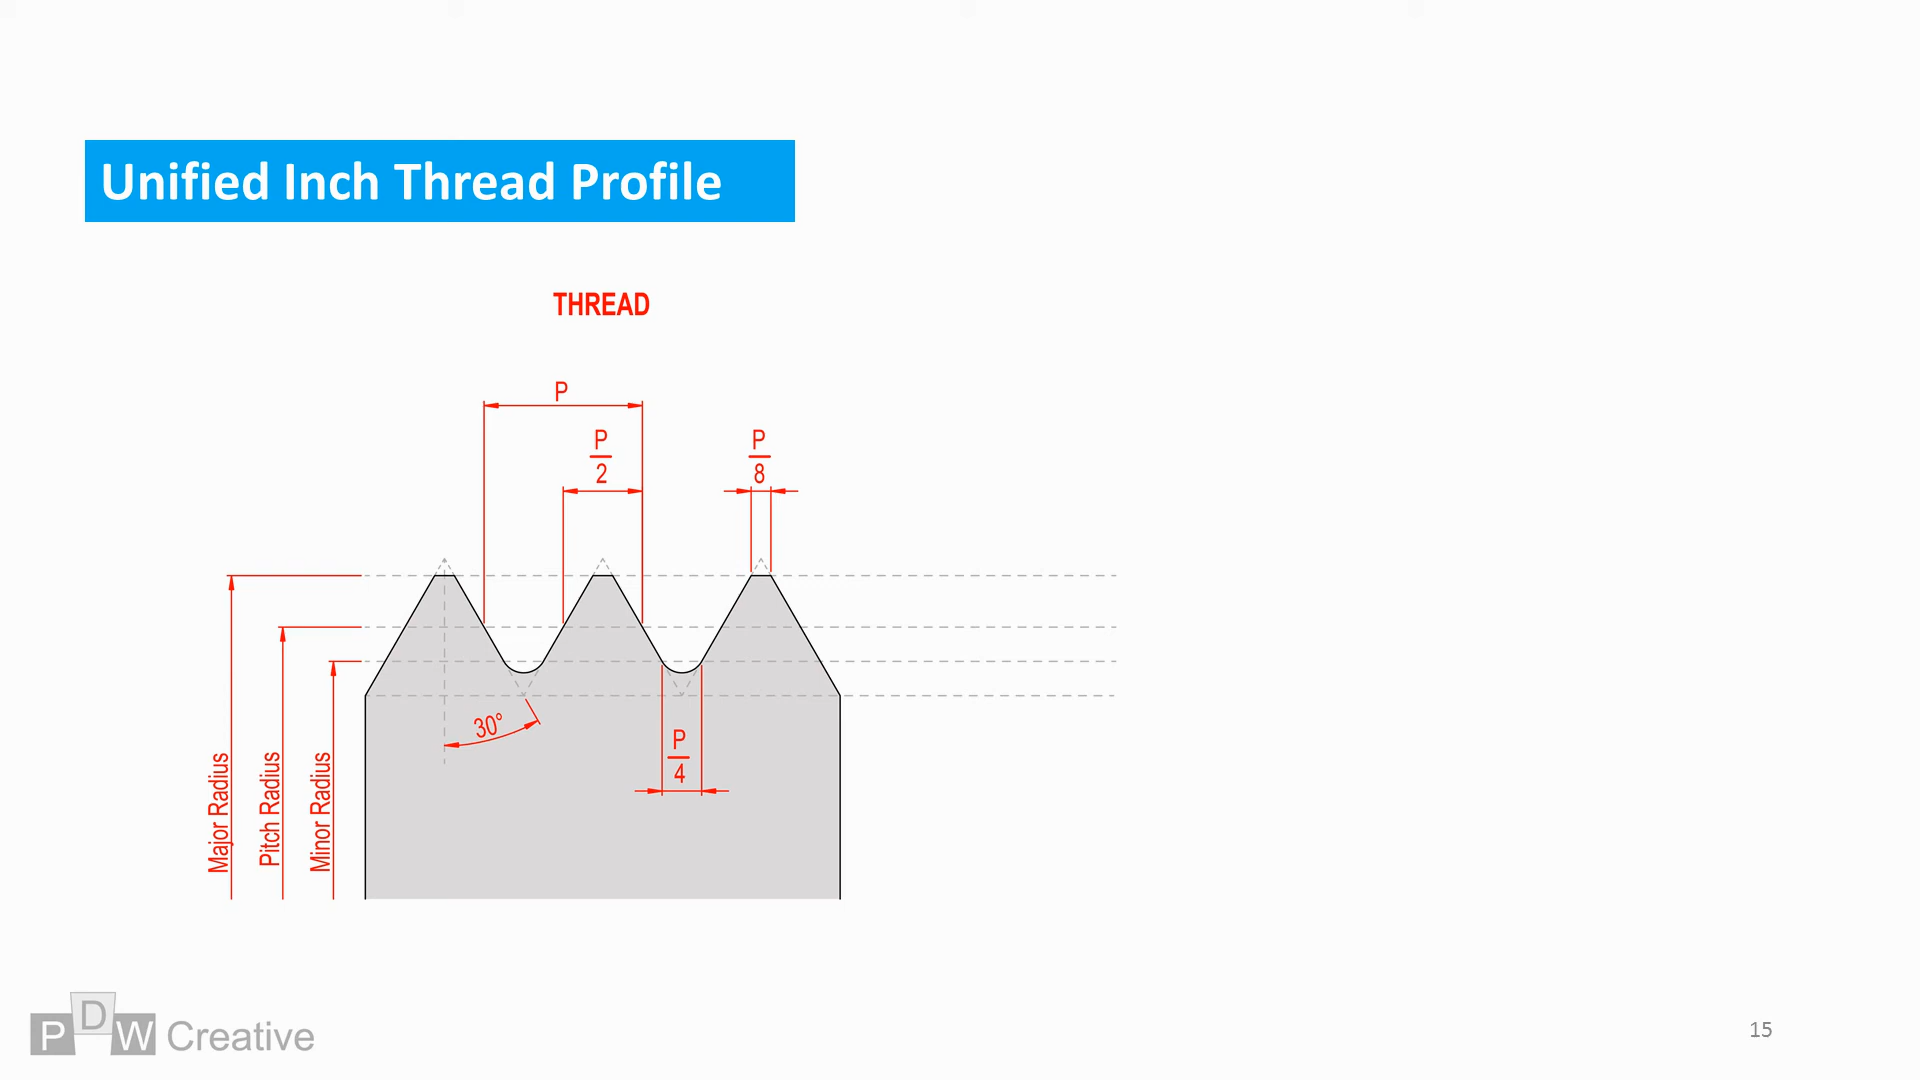 Unified Inch Thread Profile
THREAD
P
P
2
P
8
30°
P
4
Major Radius
Pitch Radius
Minor Radius
PDW Creative
15